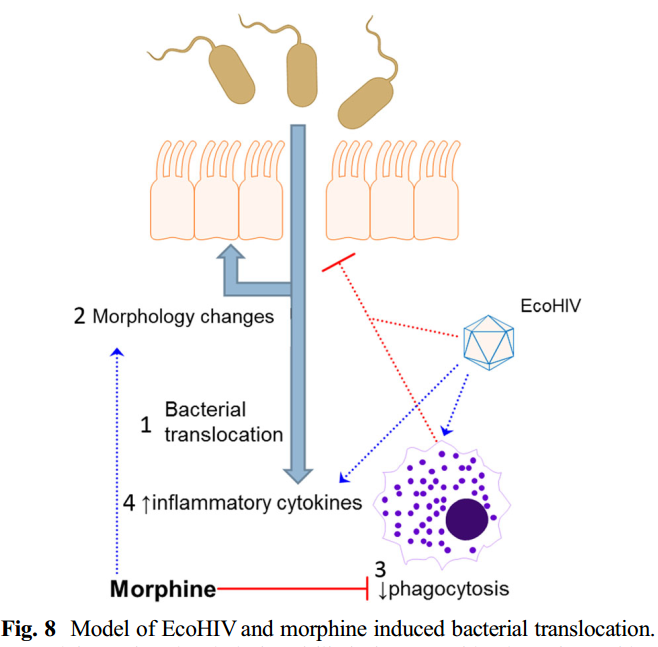 EcoHIV
2 Morphology changes
1 Bacterial
translocation
4 ↑inflammatory cytokines
3
Morphine
↓phagocytosis
Fig. 8 Model of EcoHIV and morphine induced bacterial translocation.